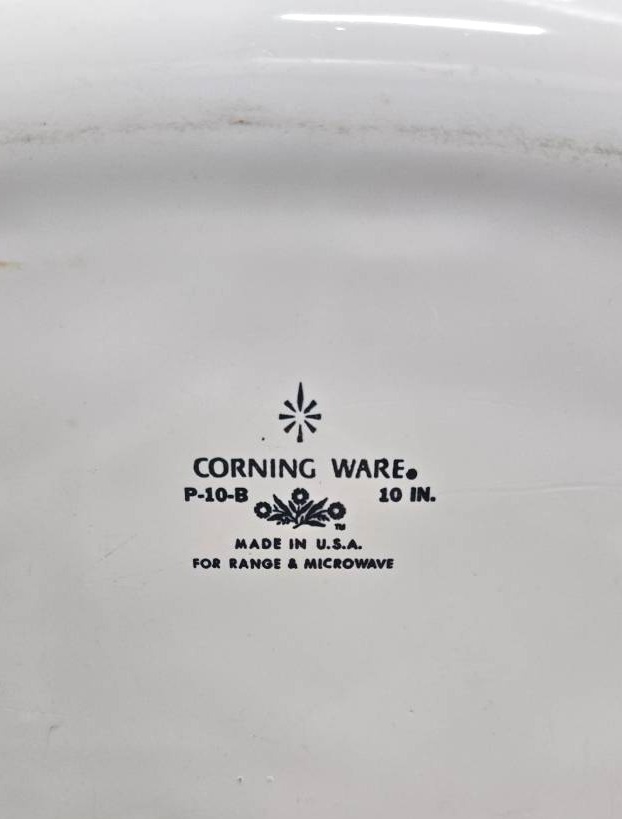 CORNING WARE®
P-10-B 10 IN.
TM
MADE IN U.S.A.
FOR RANGE & MICROWAVE